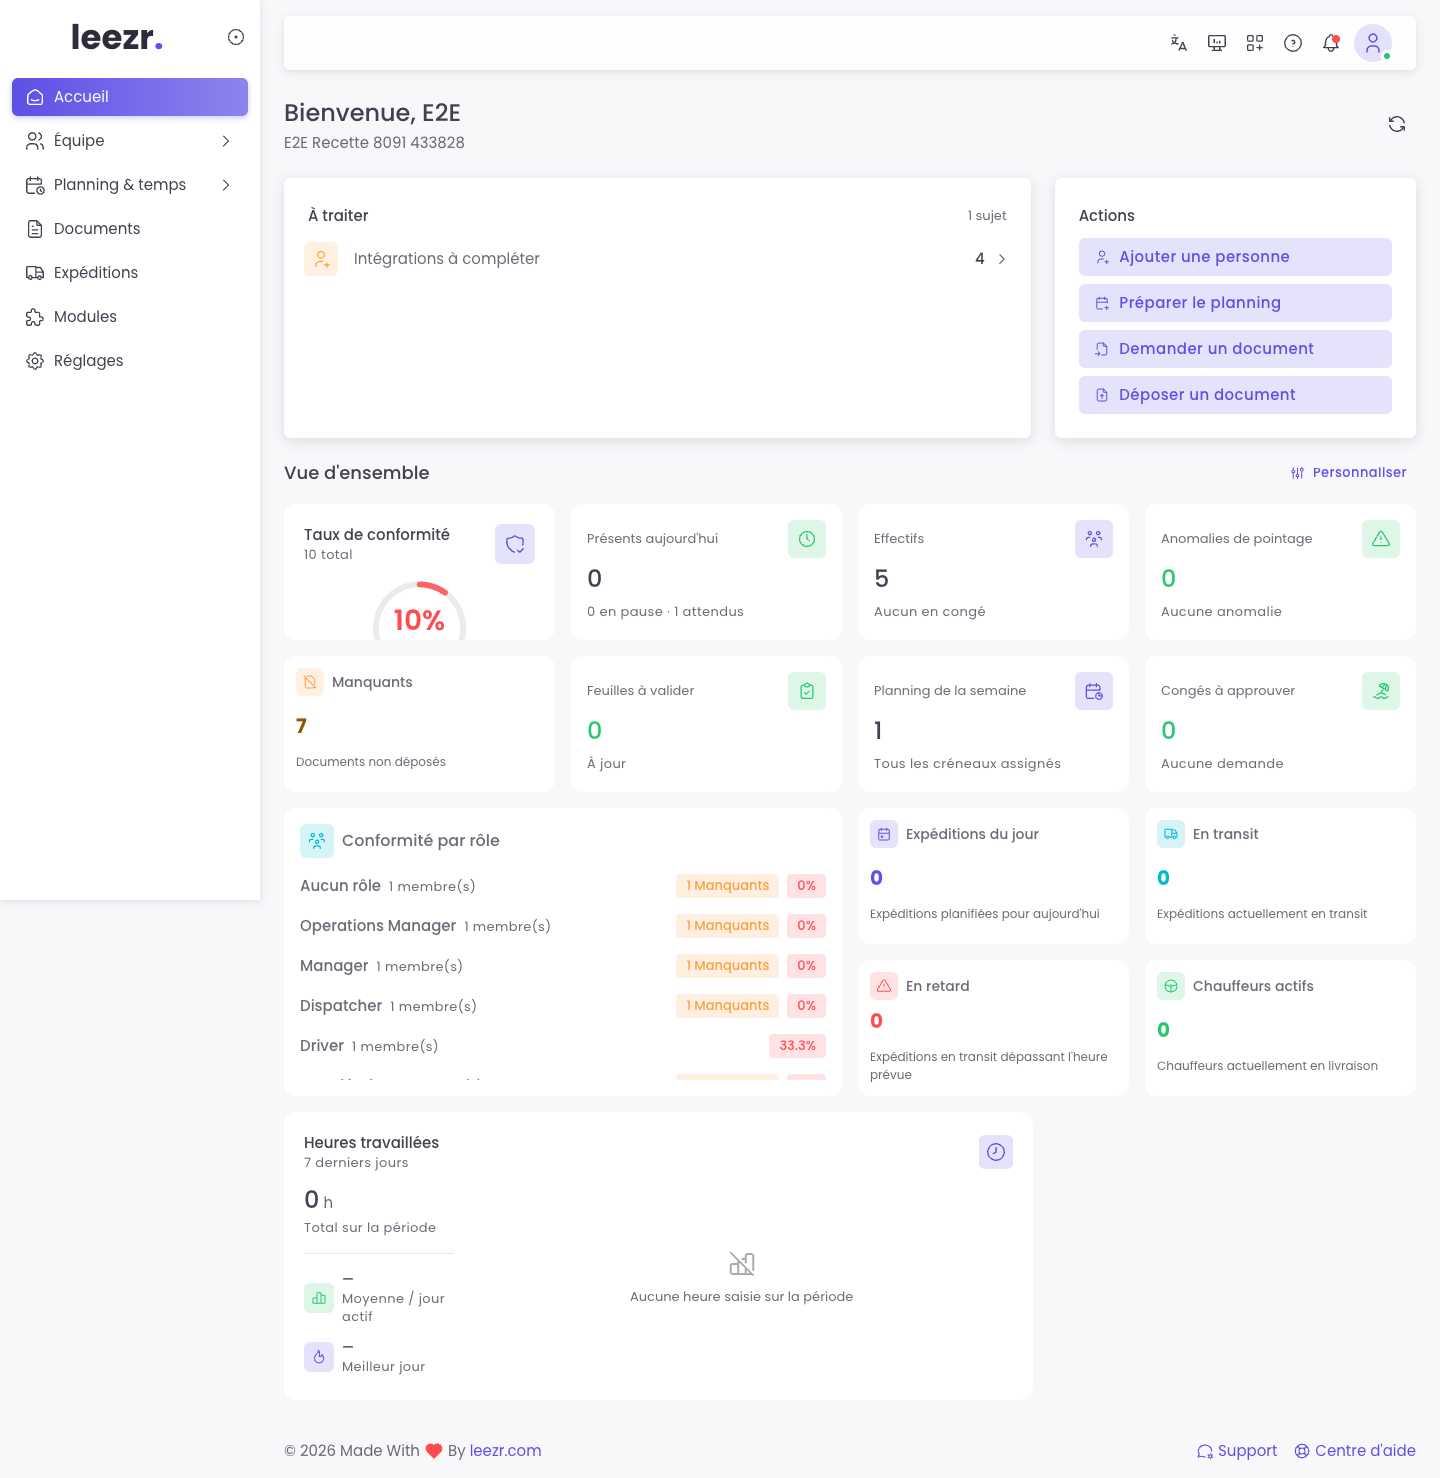 leezr.
Accueil
Équipe
Planning & temps
Documents
Expéditions
Modules
Réglages
Bienvenue, E2E
E2E Recette 8091 433828
À traiter
1 sujet
Intégrations à compléter
4
Actions
Ajouter une personne
Préparer le planning
Demander un document
Déposer un document
Vue d'ensemble
Personnaliser
Taux de conformité
10 total
10%
Présents aujourd'hui
0
0 en pause · 1 attendus
Effectifs
5
Aucun en congé
Anomalies de pointage
0
Aucune anomalie
Manquants
7
Documents non déposés
Feuilles à valider
0
À jour
Planning de la semaine
1
Tous les créneaux assignés
Congés à approuver
0
Aucune demande
Conformité par rôle
Aucun rôle 1 membre(s) 1 Manquants 0%
Operations Manager 1 membre(s) 1 Manquants 0%
Manager 1 membre(s) 1 Manquants 0%
Dispatcher 1 membre(s) 1 Manquants 0%
Driver 1 membre(s) 33.3%
Expéditions du jour
0
Expéditions planifiées pour aujourd'hui
En transit
0
Expéditions actuellement en transit
En retard
0
Expéditions en transit dépassant l'heure
prévue
Chauffeurs actifs
0
Chauffeurs actuellement en livraison
Heures travaillées
7 derniers jours
0 h
Total sur la période
–
Moyenne / jour
actif
–
Meilleur jour
Aucune heure saisie sur la période
© 2026 Made With By leezr.com
Support
Centre d'aide